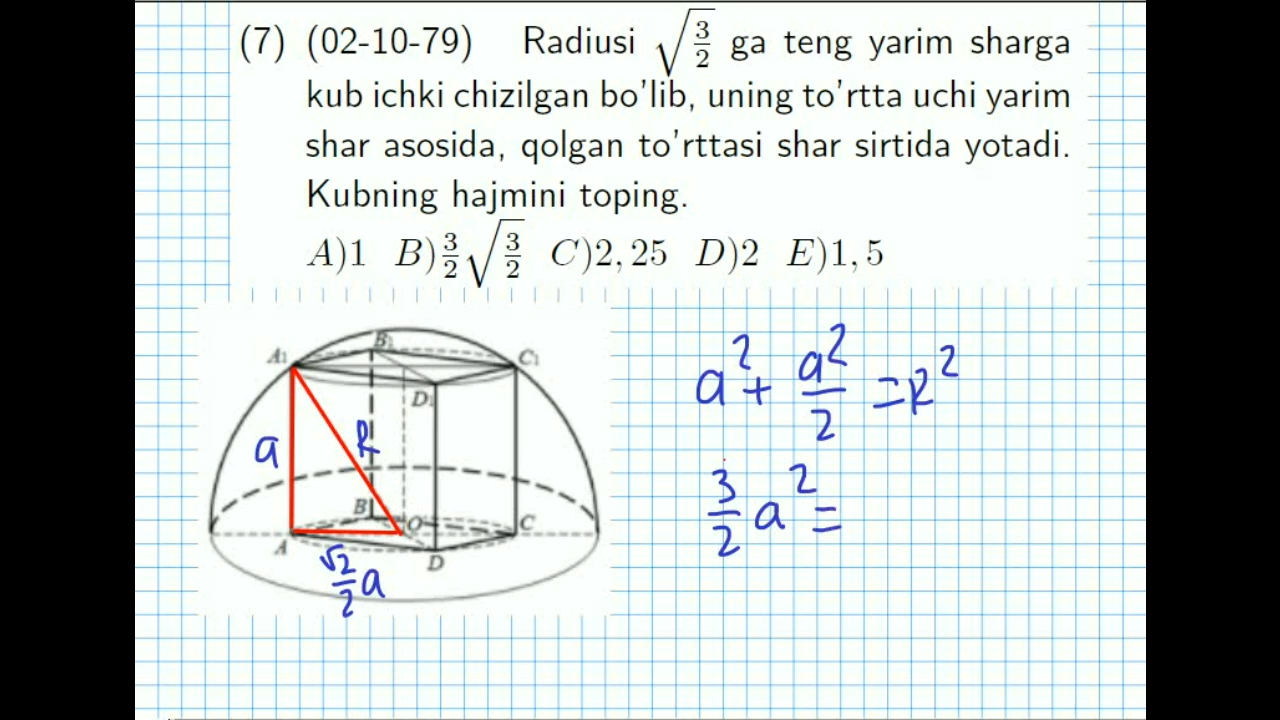 (7) (02-10-79) Radiusi √(3/2) ga teng yarim sharga
kub ichki chizilgan bo'lib, uning to'rtta uchi yarim
shar asosida, qolgan to'rttasi shar sirtida yotadi.
Kubning hajmini toping.
A)1 B)3/2√(3/2) C)2, 25 D)2 E)1, 5
A₁ B₁ C₁
D₁
a R
B O C
A D
√2/2 a
a² + a²/2 = R²
3/2 a² =